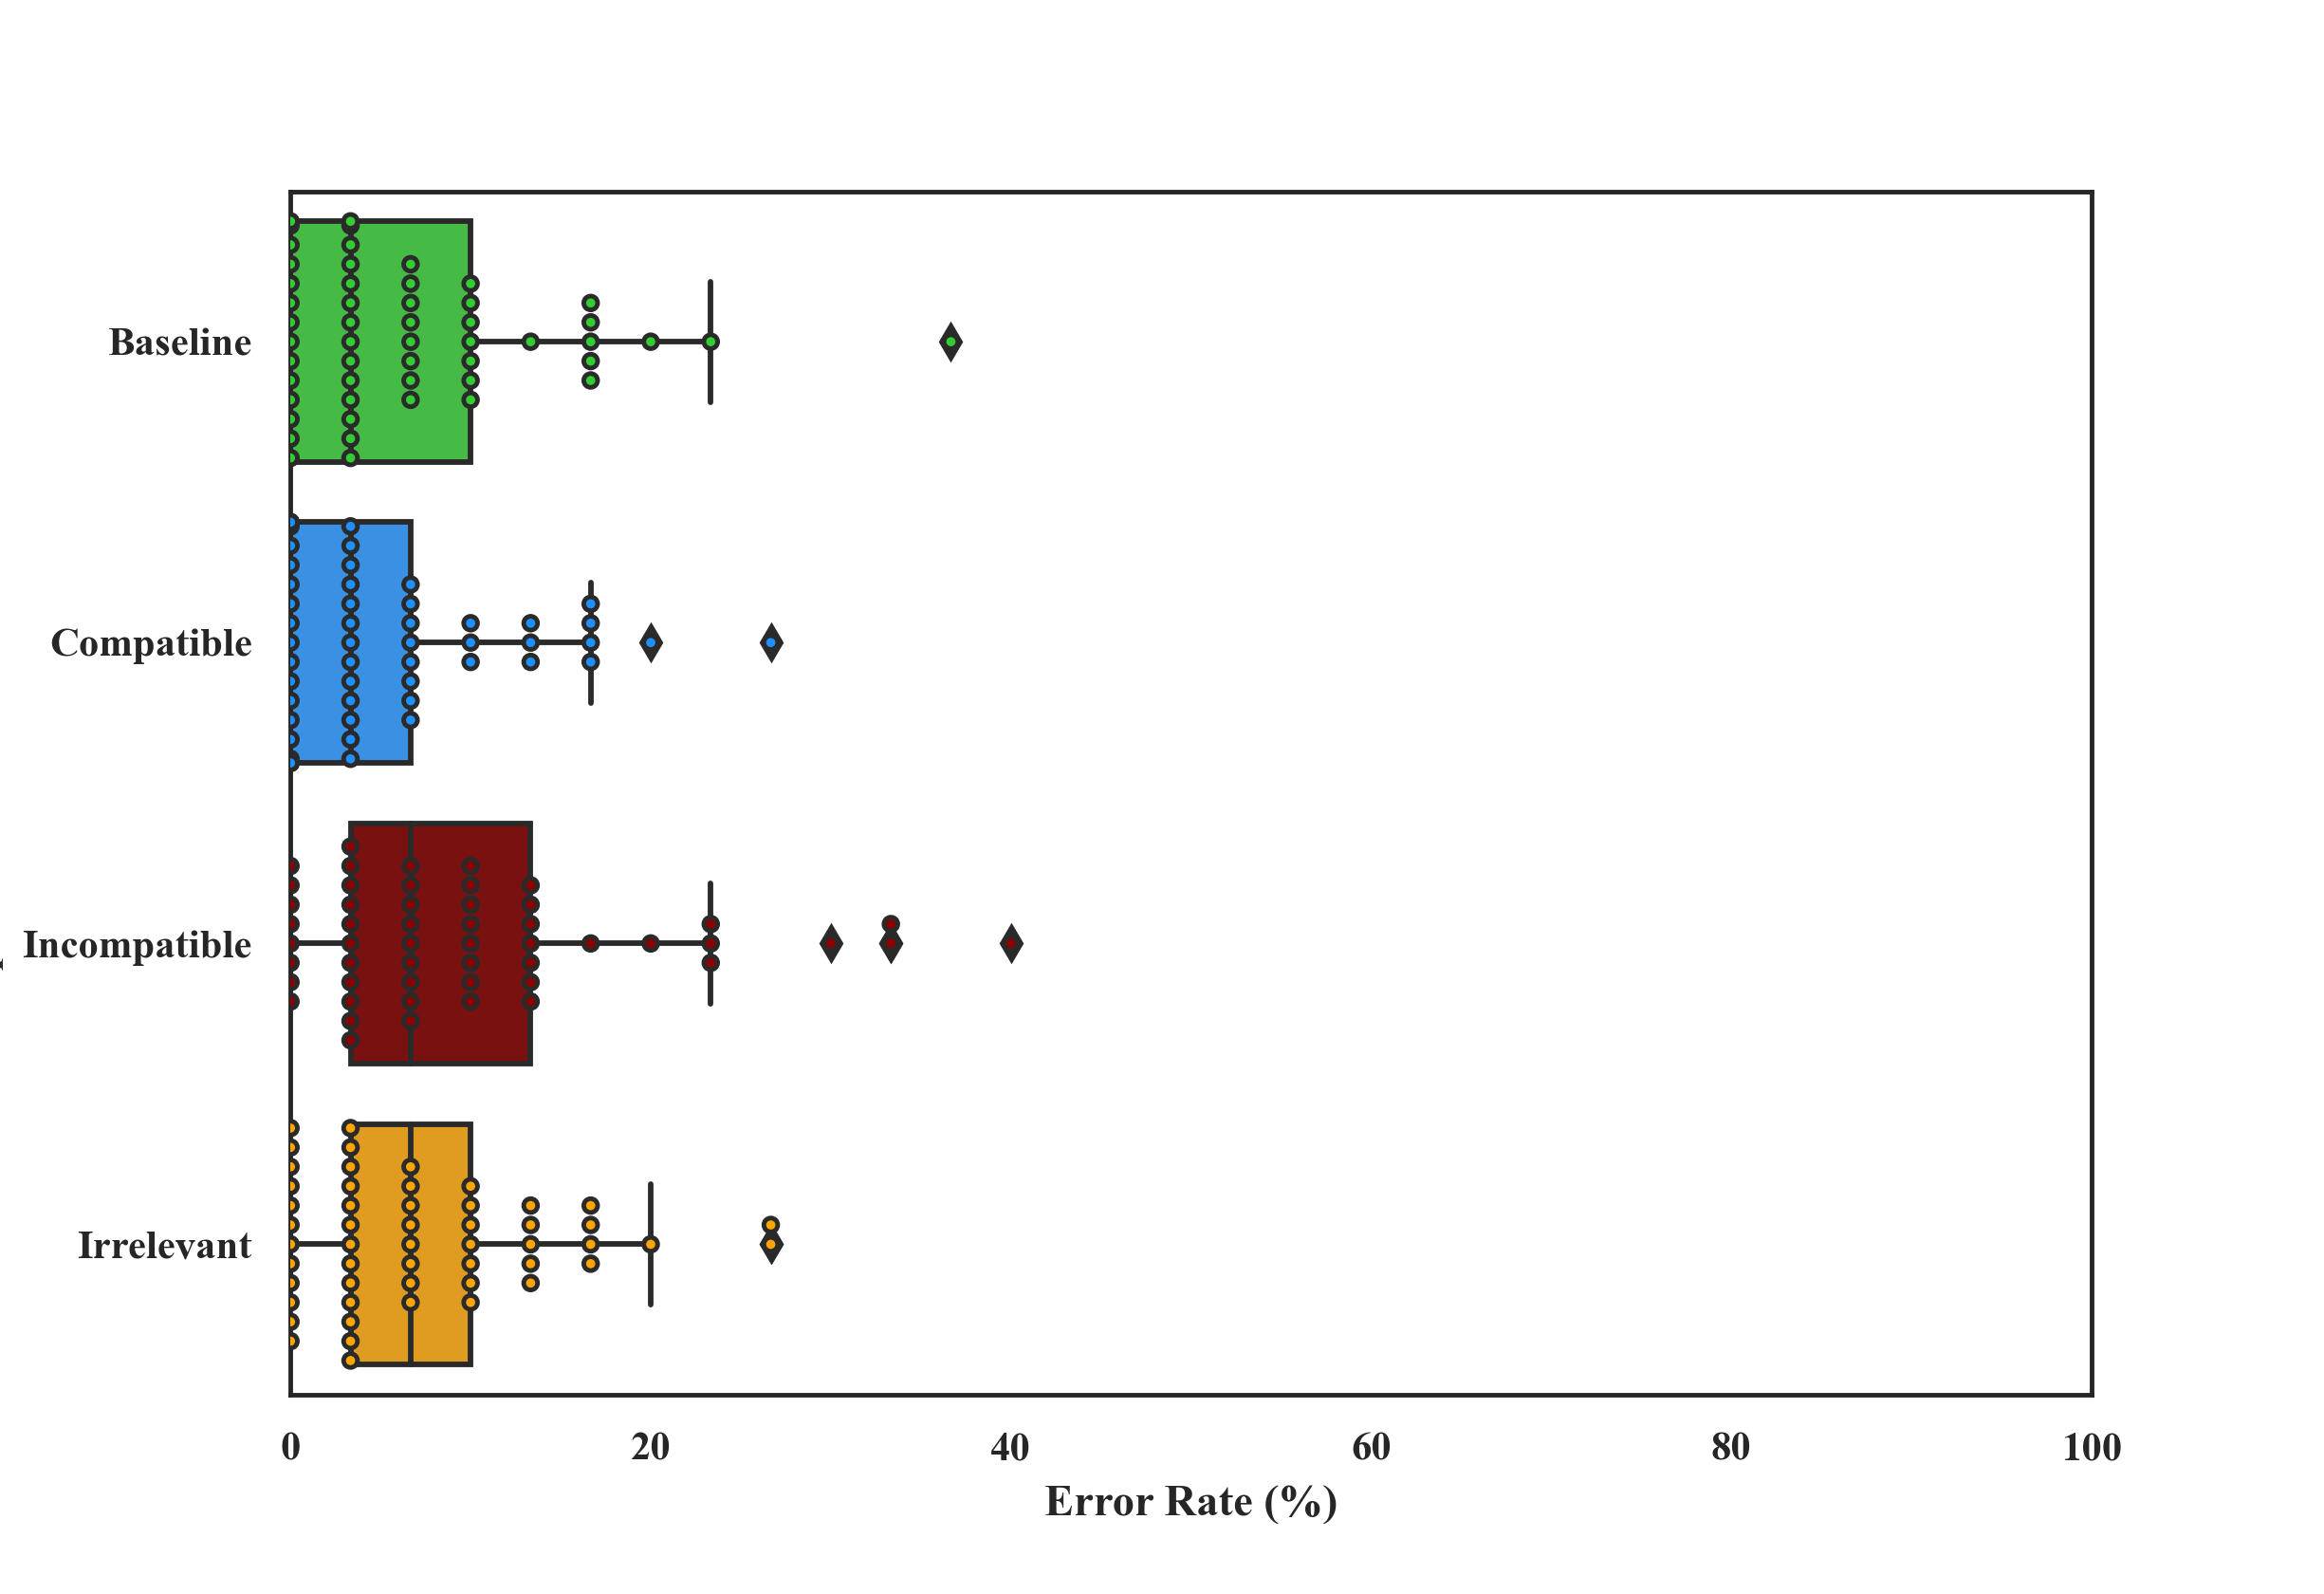 Baseline
Compatible
Incompatible
Irrelevant
0 20 40 60 80 100
Error Rate (%)